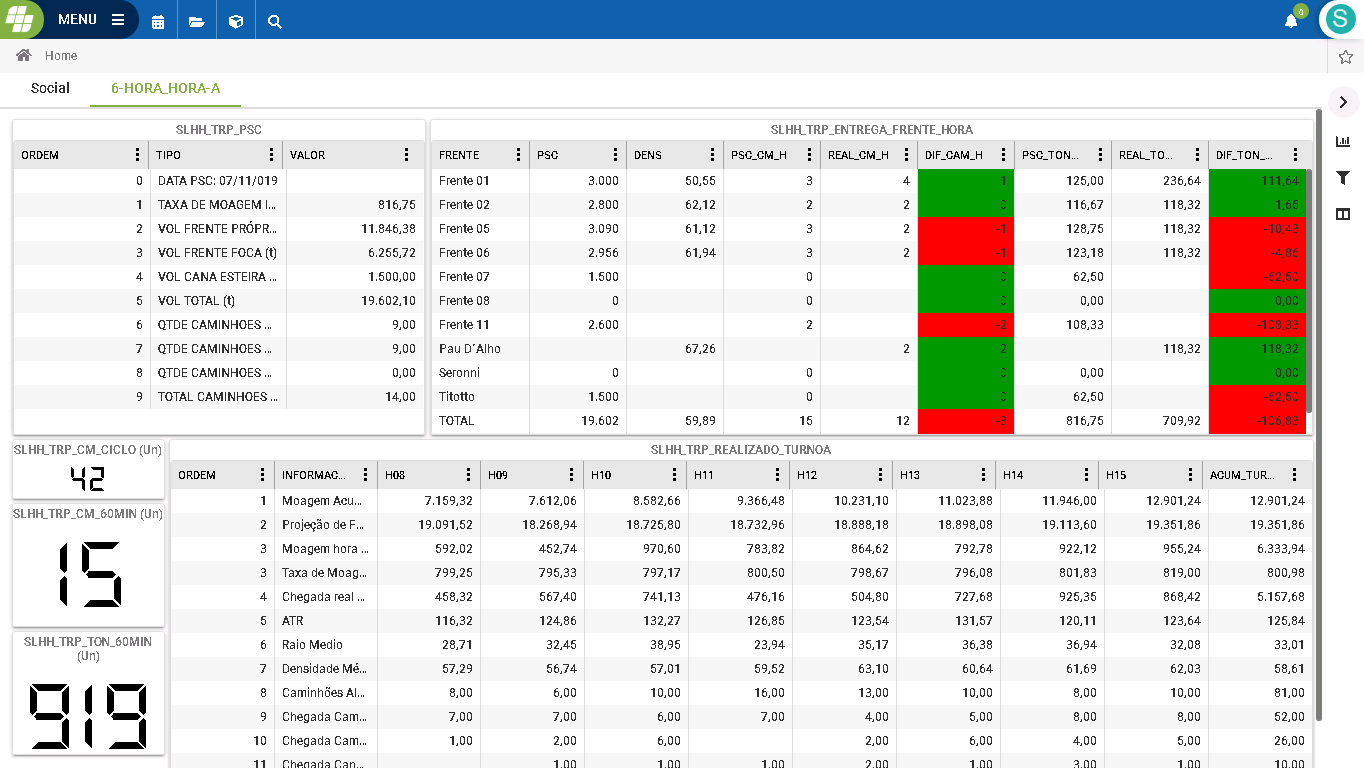 MENU
0
S
Home
Social 6-HORA_HORA-A
SLHH_TRP_PSC
ORDEM TIPO VALOR
0 DATA PSC: 07/11/019
1 TAXA DE MOAGEM I... 816,75
2 VOL FRENTE PRÓPR... 11.846,38
3 VOL FRENTE FOCA (t) 6.255,72
4 VOL CANA ESTEIRA ... 1.500,00
5 VOL TOTAL (t) 19.602,10
6 QTDE CAMINHOES ... 9,00
7 QTDE CAMINHOES ... 9,00
8 QTDE CAMINHOES ... 0,00
9 TOTAL CAMINHOES ... 14,00
SLHH_TRP_ENTREGA_FRENTE_HORA
FRENTE PSC DENS PSC_CM_H REAL_CM_H DIF_CAM_H PSC_TON... REAL_TO... DIF_TON_...
Frente 01 3.000 50,55 3 4 1 125,00 236,64 111,64
Frente 02 2.800 62,12 2 2 0 116,67 118,32 1,65
Frente 05 3.090 61,12 3 2 -1 128,75 118,32 -10,43
Frente 06 2.956 61,94 3 2 -1 123,18 118,32 -4,86
Frente 07 1.500 0 0 62,50 -62,50
Frente 08 0 0 0 0,00 0,00
Frente 11 2.600 2 -2 108,33 -108,33
Pau D´Alho 67,26 2 2 118,32 118,32
Seronni 0 0 0 0,00 0,00
Titotto 1.500 0 0 62,50 -62,50
TOTAL 19.602 59,89 15 12 -3 816,75 709,92 -106,83
SLHH_TRP_CM_CICLO (Un)
42
SLHH_TRP_CM_60MIN (Un)
15
SLHH_TRP_TON_60MIN
(Un)
919
SLHH_TRP_REALIZADO_TURNOA
ORDEM INFORMAC... H08 H09 H10 H11 H12 H13 H14 H15 ACUM_TUR...
1 Moagem Acu... 7.159,32 7.612,06 8.582,66 9.366,48 10.231,10 11.023,88 11.946,00 12.901,24 12.901,24
2 Projeção de F... 19.091,52 18.268,94 18.725,80 18.732,96 18.888,18 18.898,08 19.113,60 19.351,86 19.351,86
3 Moagem hora ... 592,02 452,74 970,60 783,82 864,62 792,78 922,12 955,24 6.333,94
3 Taxa de Moag... 799,25 795,33 797,17 800,50 798,67 796,08 801,83 819,00 800,98
4 Chegada real ... 458,32 567,40 741,13 476,16 504,80 727,68 925,35 868,42 5.157,68
5 ATR 116,32 124,86 132,27 126,85 123,54 131,57 120,11 123,64 125,84
6 Raio Medio 28,71 32,45 38,95 23,94 35,17 36,38 36,94 32,08 33,01
7 Densidade Mé... 57,29 56,74 57,01 59,52 63,10 60,64 61,69 62,03 58,61
8 Caminhões Al... 8,00 6,00 10,00 16,00 13,00 10,00 8,00 10,00 81,00
9 Chegada Cam... 7,00 7,00 6,00 7,00 4,00 5,00 8,00 8,00 52,00
10 Chegada Cam... 1,00 2,00 6,00 2,00 6,00 4,00 5,00 26,00
11 Chegada Can... 1,00 1,00 1,00 2,00 1,00 3,00 1,00 10,00